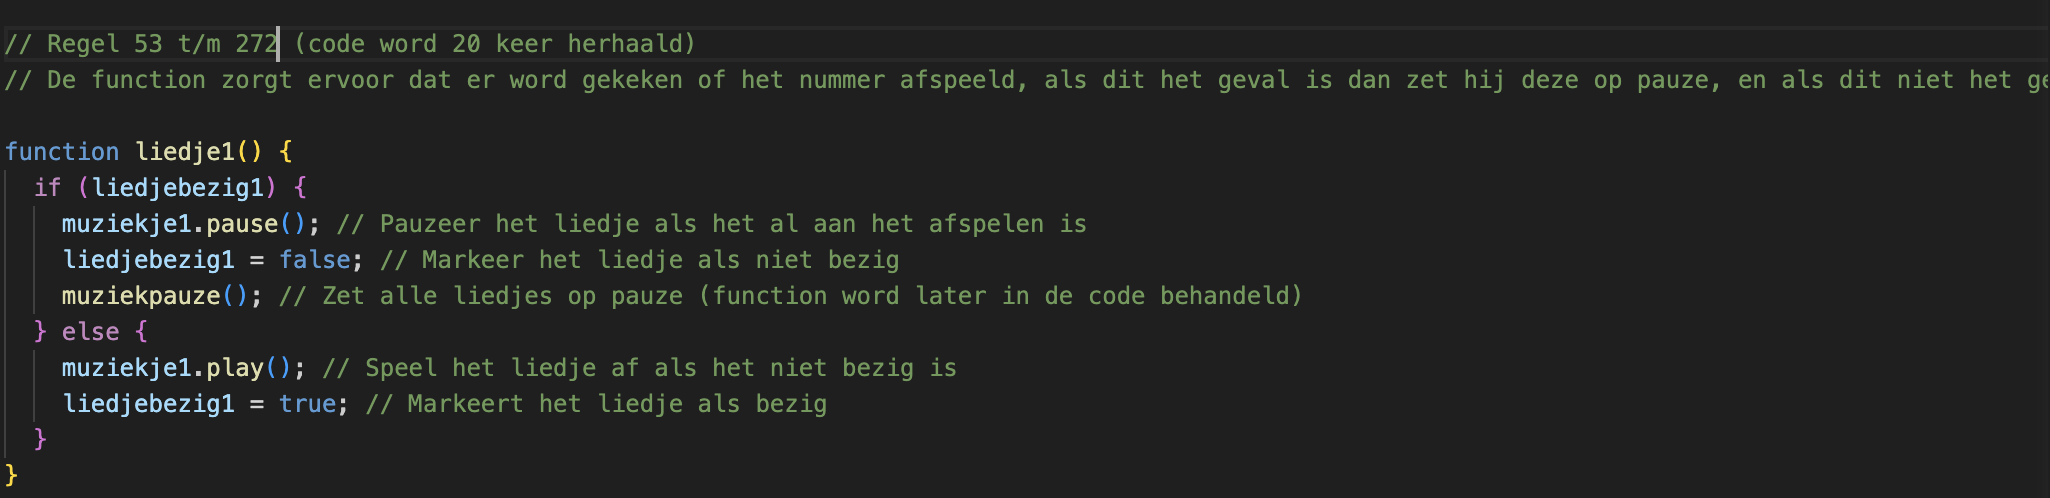 // Regel 53 t/m 272 (code word 20 keer herhaald)
// De function zorgt ervoor dat er word gekeken of het nummer afspeeld, als dit het geval is dan zet hij deze op pauze, en als dit niet het ge
function liedje1() {
if (liedjebezig1) {
muziekje1.pause(); // Pauzeer het liedje als het al aan het afspelen is
liedjebezig1 = false; // Markeer het liedje als niet bezig
muziekpauze(); // Zet alle liedjes op pauze (function word later in de code behandeld)
} else {
muziekje1.play(); // Speel het liedje af als het niet bezig is
liedjebezig1 = true; // Markeert het liedje als bezig
}
}